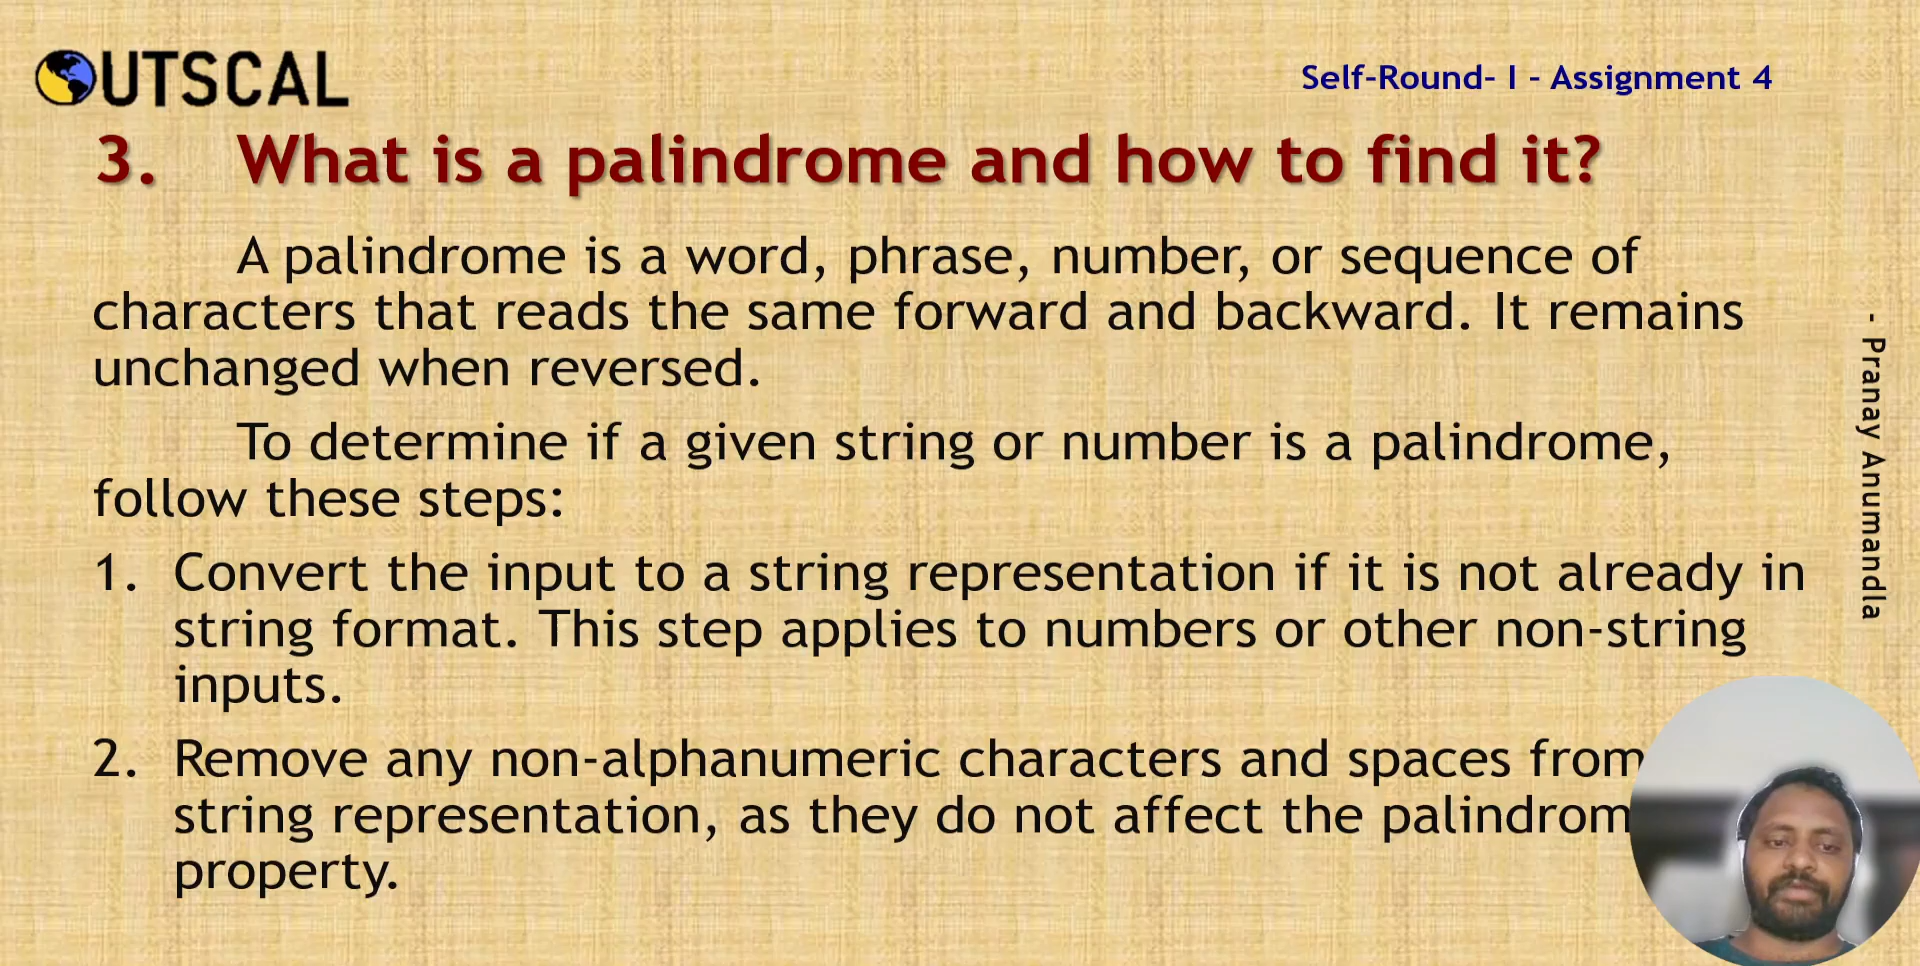 OUTSCAL
Self-Round- I - Assignment 4
3. What is a palindrome and how to find it?
A palindrome is a word, phrase, number, or sequence of
characters that reads the same forward and backward. It remains
unchanged when reversed.
To determine if a given string or number is a palindrome,
follow these steps:
1. Convert the input to a string representation if it is not already in
string format. This step applies to numbers or other non-string
inputs.
2. Remove any non-alphanumeric characters and spaces from
string representation, as they do not affect the palindrom
property.
- Pranay Anumandla